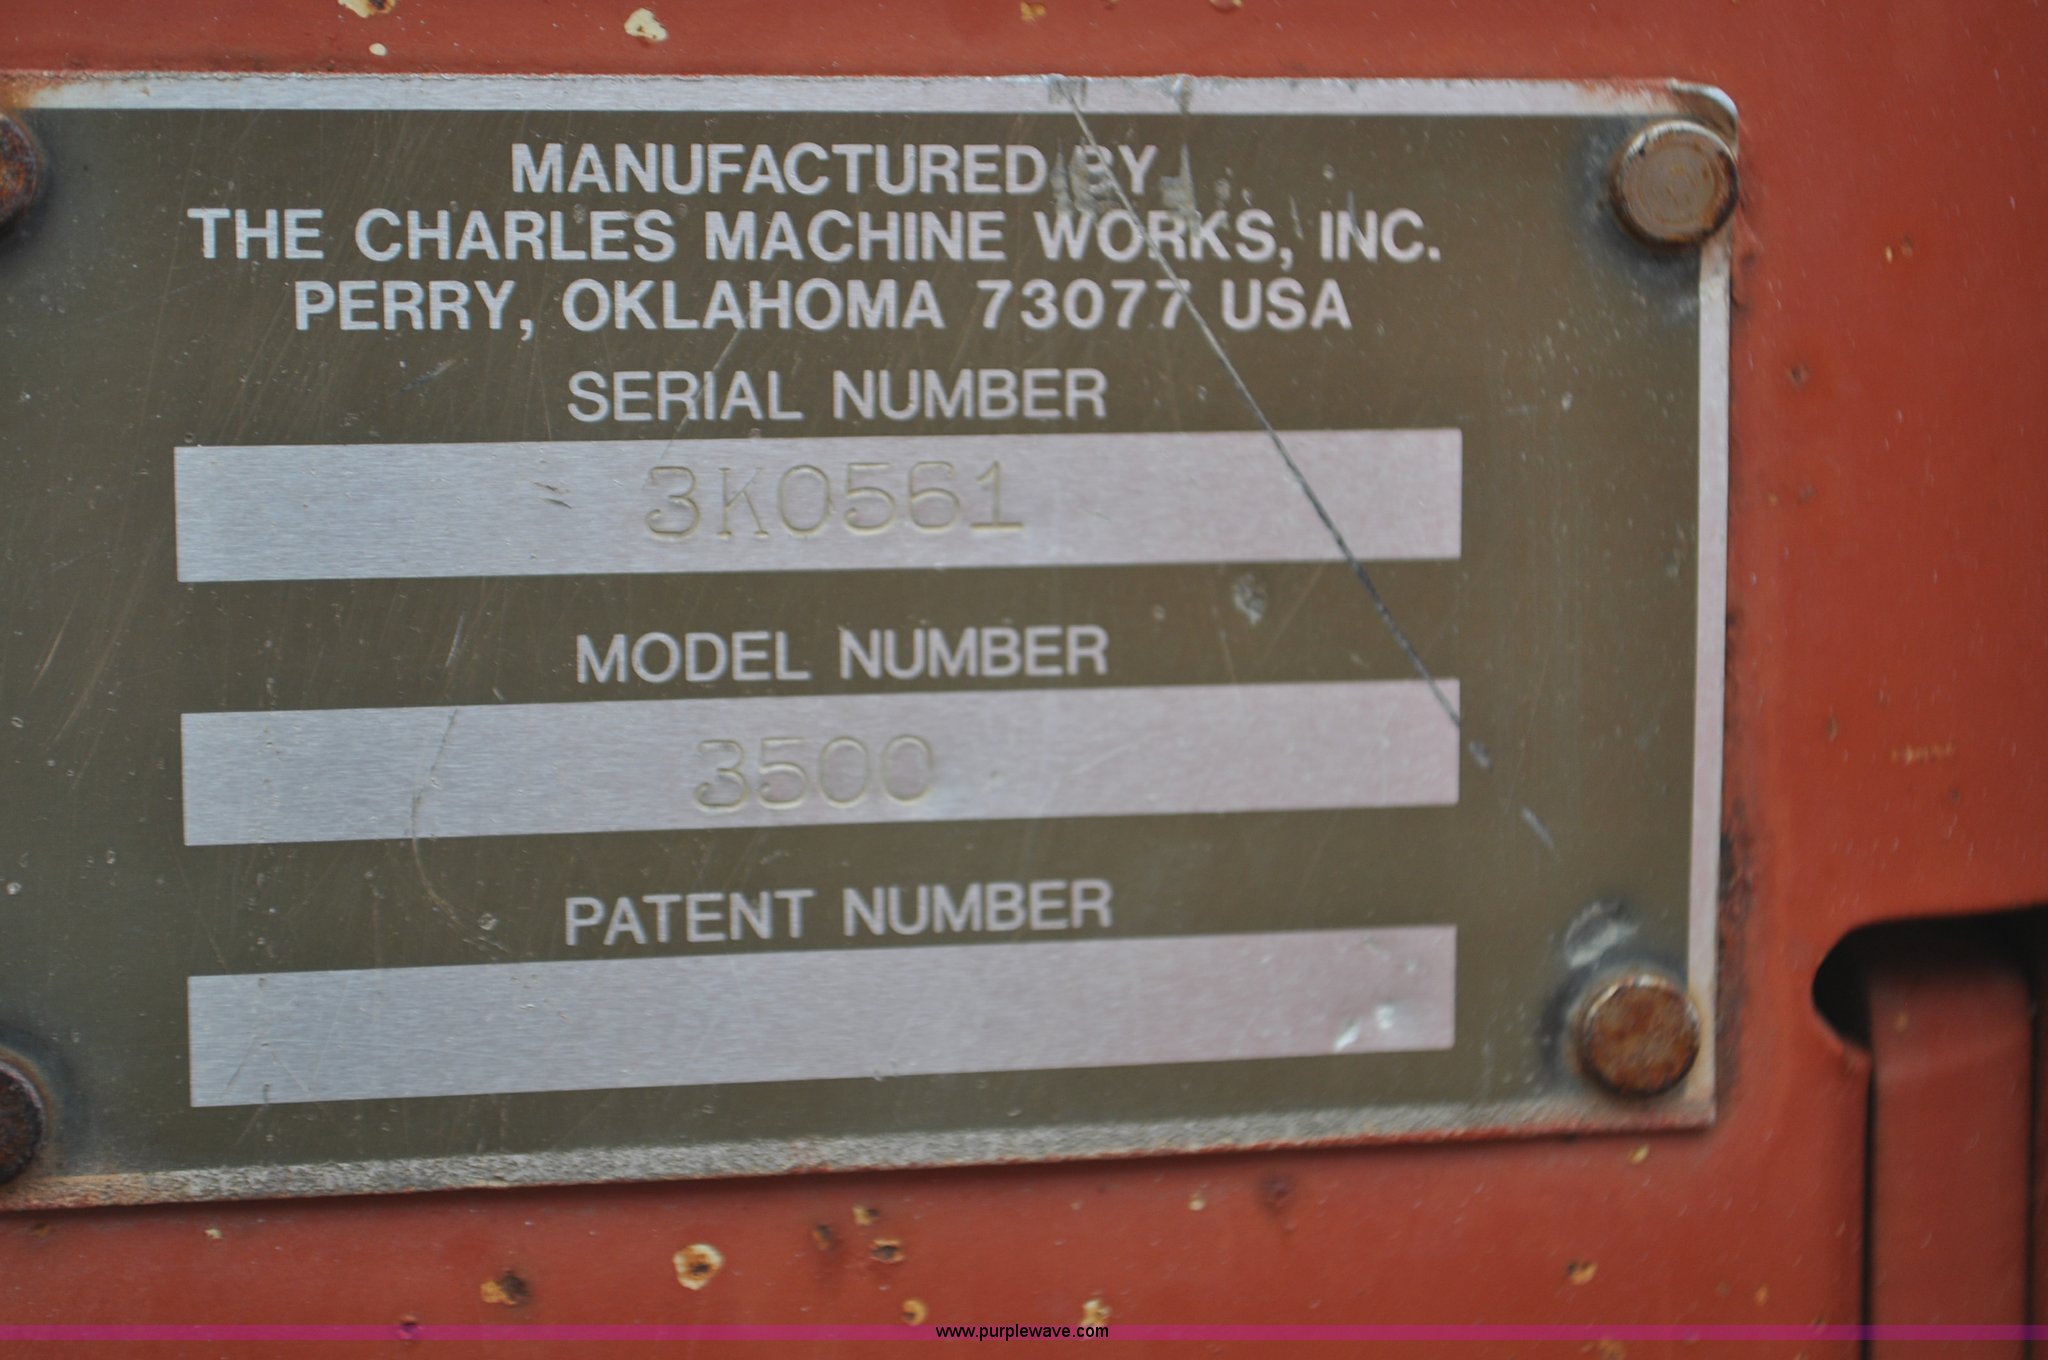 MANUFACTURED BY
THE CHARLES MACHINE WORKS, INC.
PERRY, OKLAHOMA 73077 USA
SERIAL NUMBER
3K0561
MODEL NUMBER
3500
PATENT NUMBER
www.purplewave.com